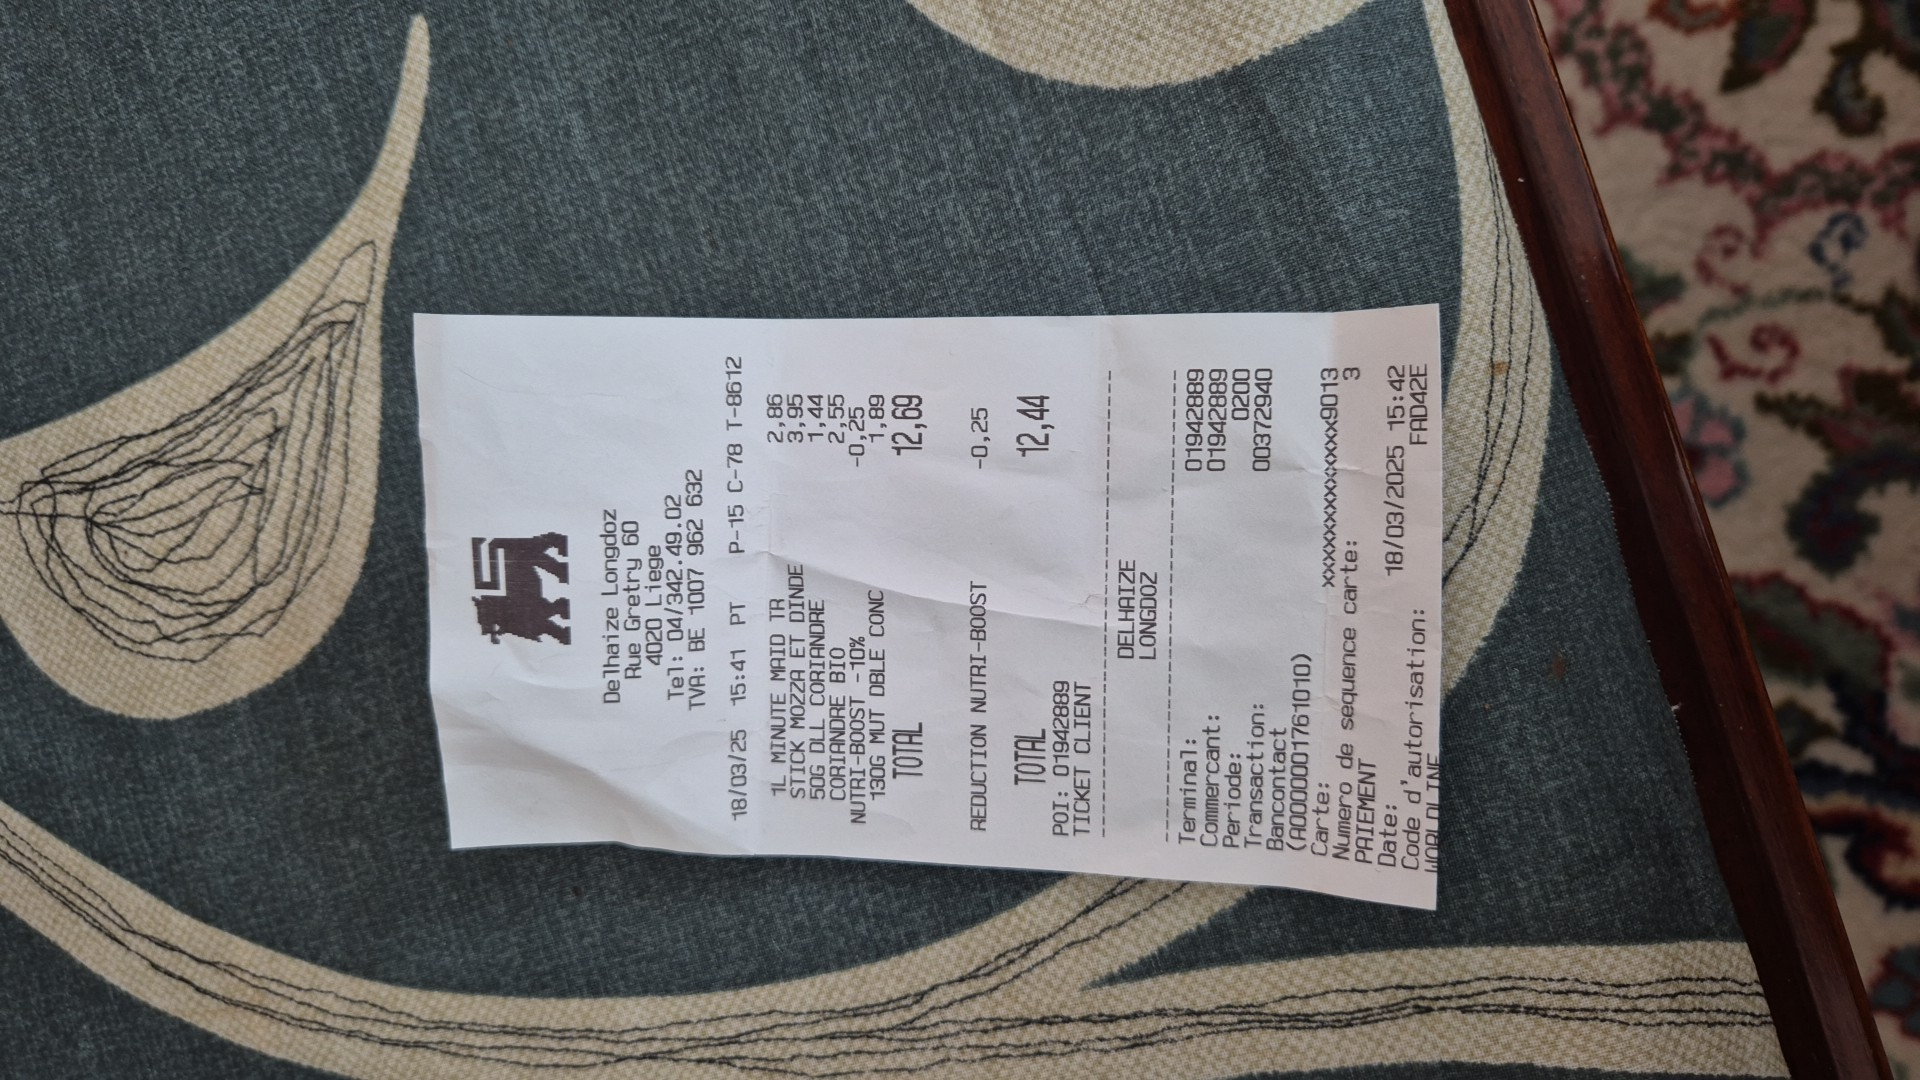 Delhaize Longdoz
Rue Gretry 60
4020 Liege
Tel: 04/342.49.02
TVA: BE 1007 962 632
18/03/25 15:41 PT P-15 C-78 T-8612
1L MINUTE MAID TR 2,86
STICK MOZZA ET DINDE 3,95
50G DLL CORIANDRE 1,44
CORIANDRE BIO 2,55
NUTRI-BOOST -10% -0,25
130G MUT DBLE CONC 1,89
TOTAL 12,69
REDUCTION NUTRI-BOOST -0,25
TOTAL 12,44
POI: 01942889
TICKET CLIENT
DELHAIZE
LONGDOZ
Terminal: 01942889
Commercant: 01942889
Periode: 0200
Transaction: 00372940
Bancontact
(A0000000017610010)
Carte: xxxxxxxxxxxxxxx9013
Numero de sequence carte: 3
PAIEMENT
Date: 18/03/2025 15:42
Code d'autorisation: FAD42E
WORLDLINE